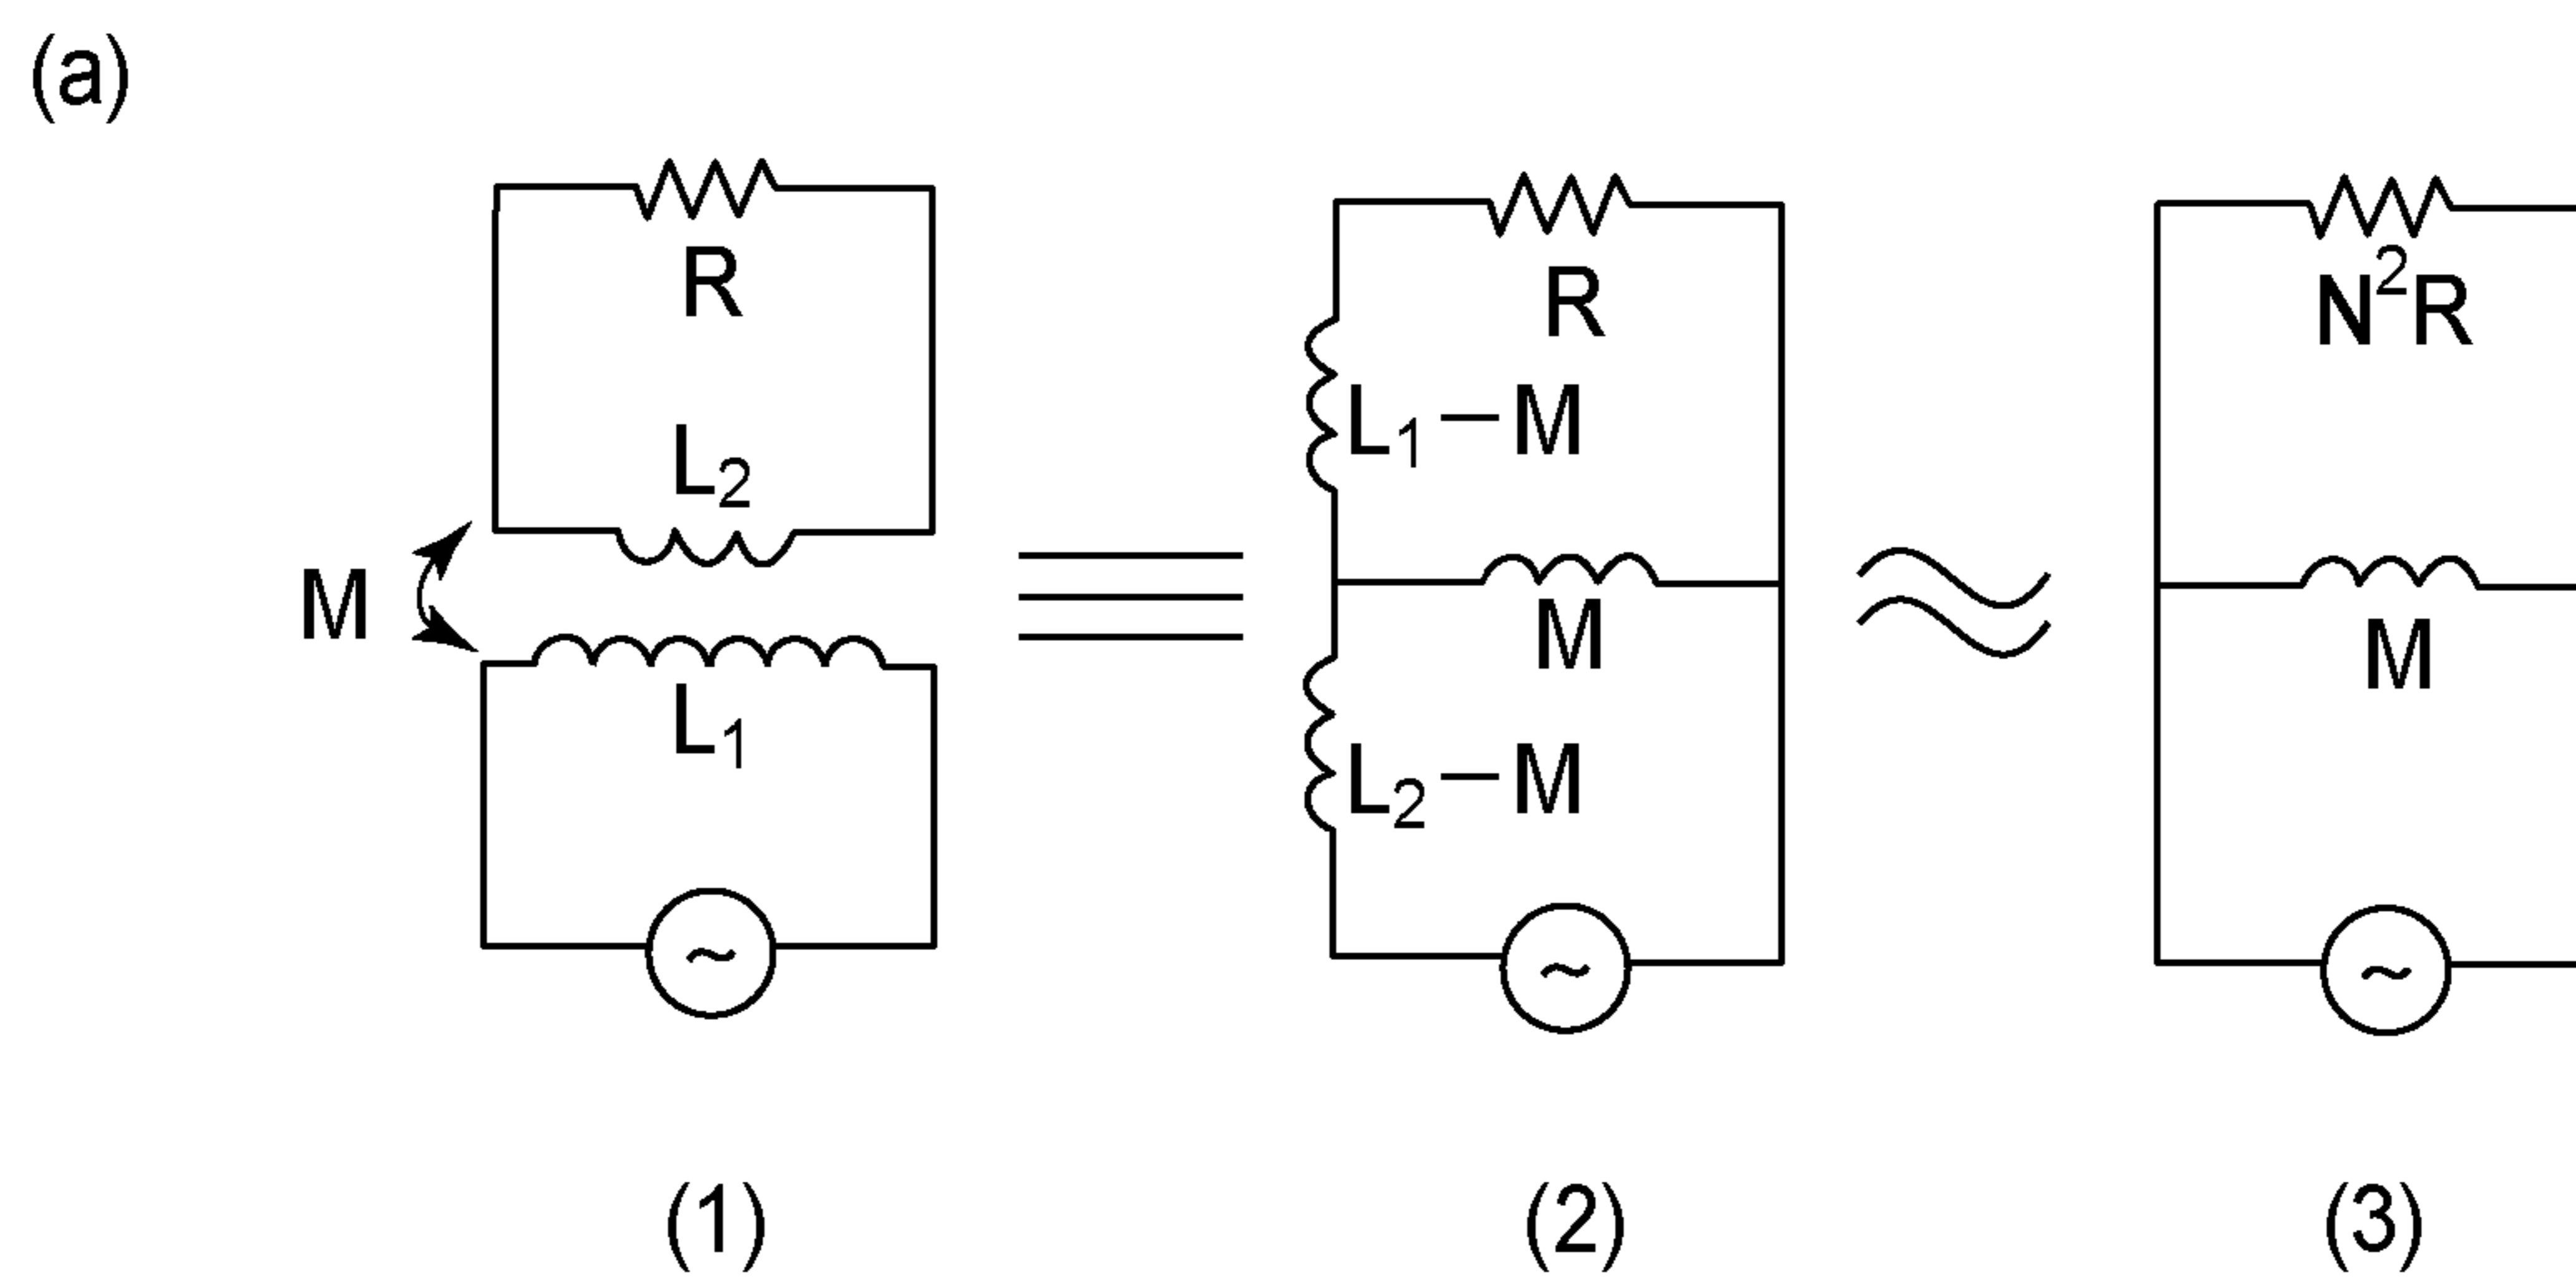 (a)
R
L₂
M
L₁
~
(1)
R
L₁ — M
M
L₂ — M
~
(2)
N²R
M
~
(3)